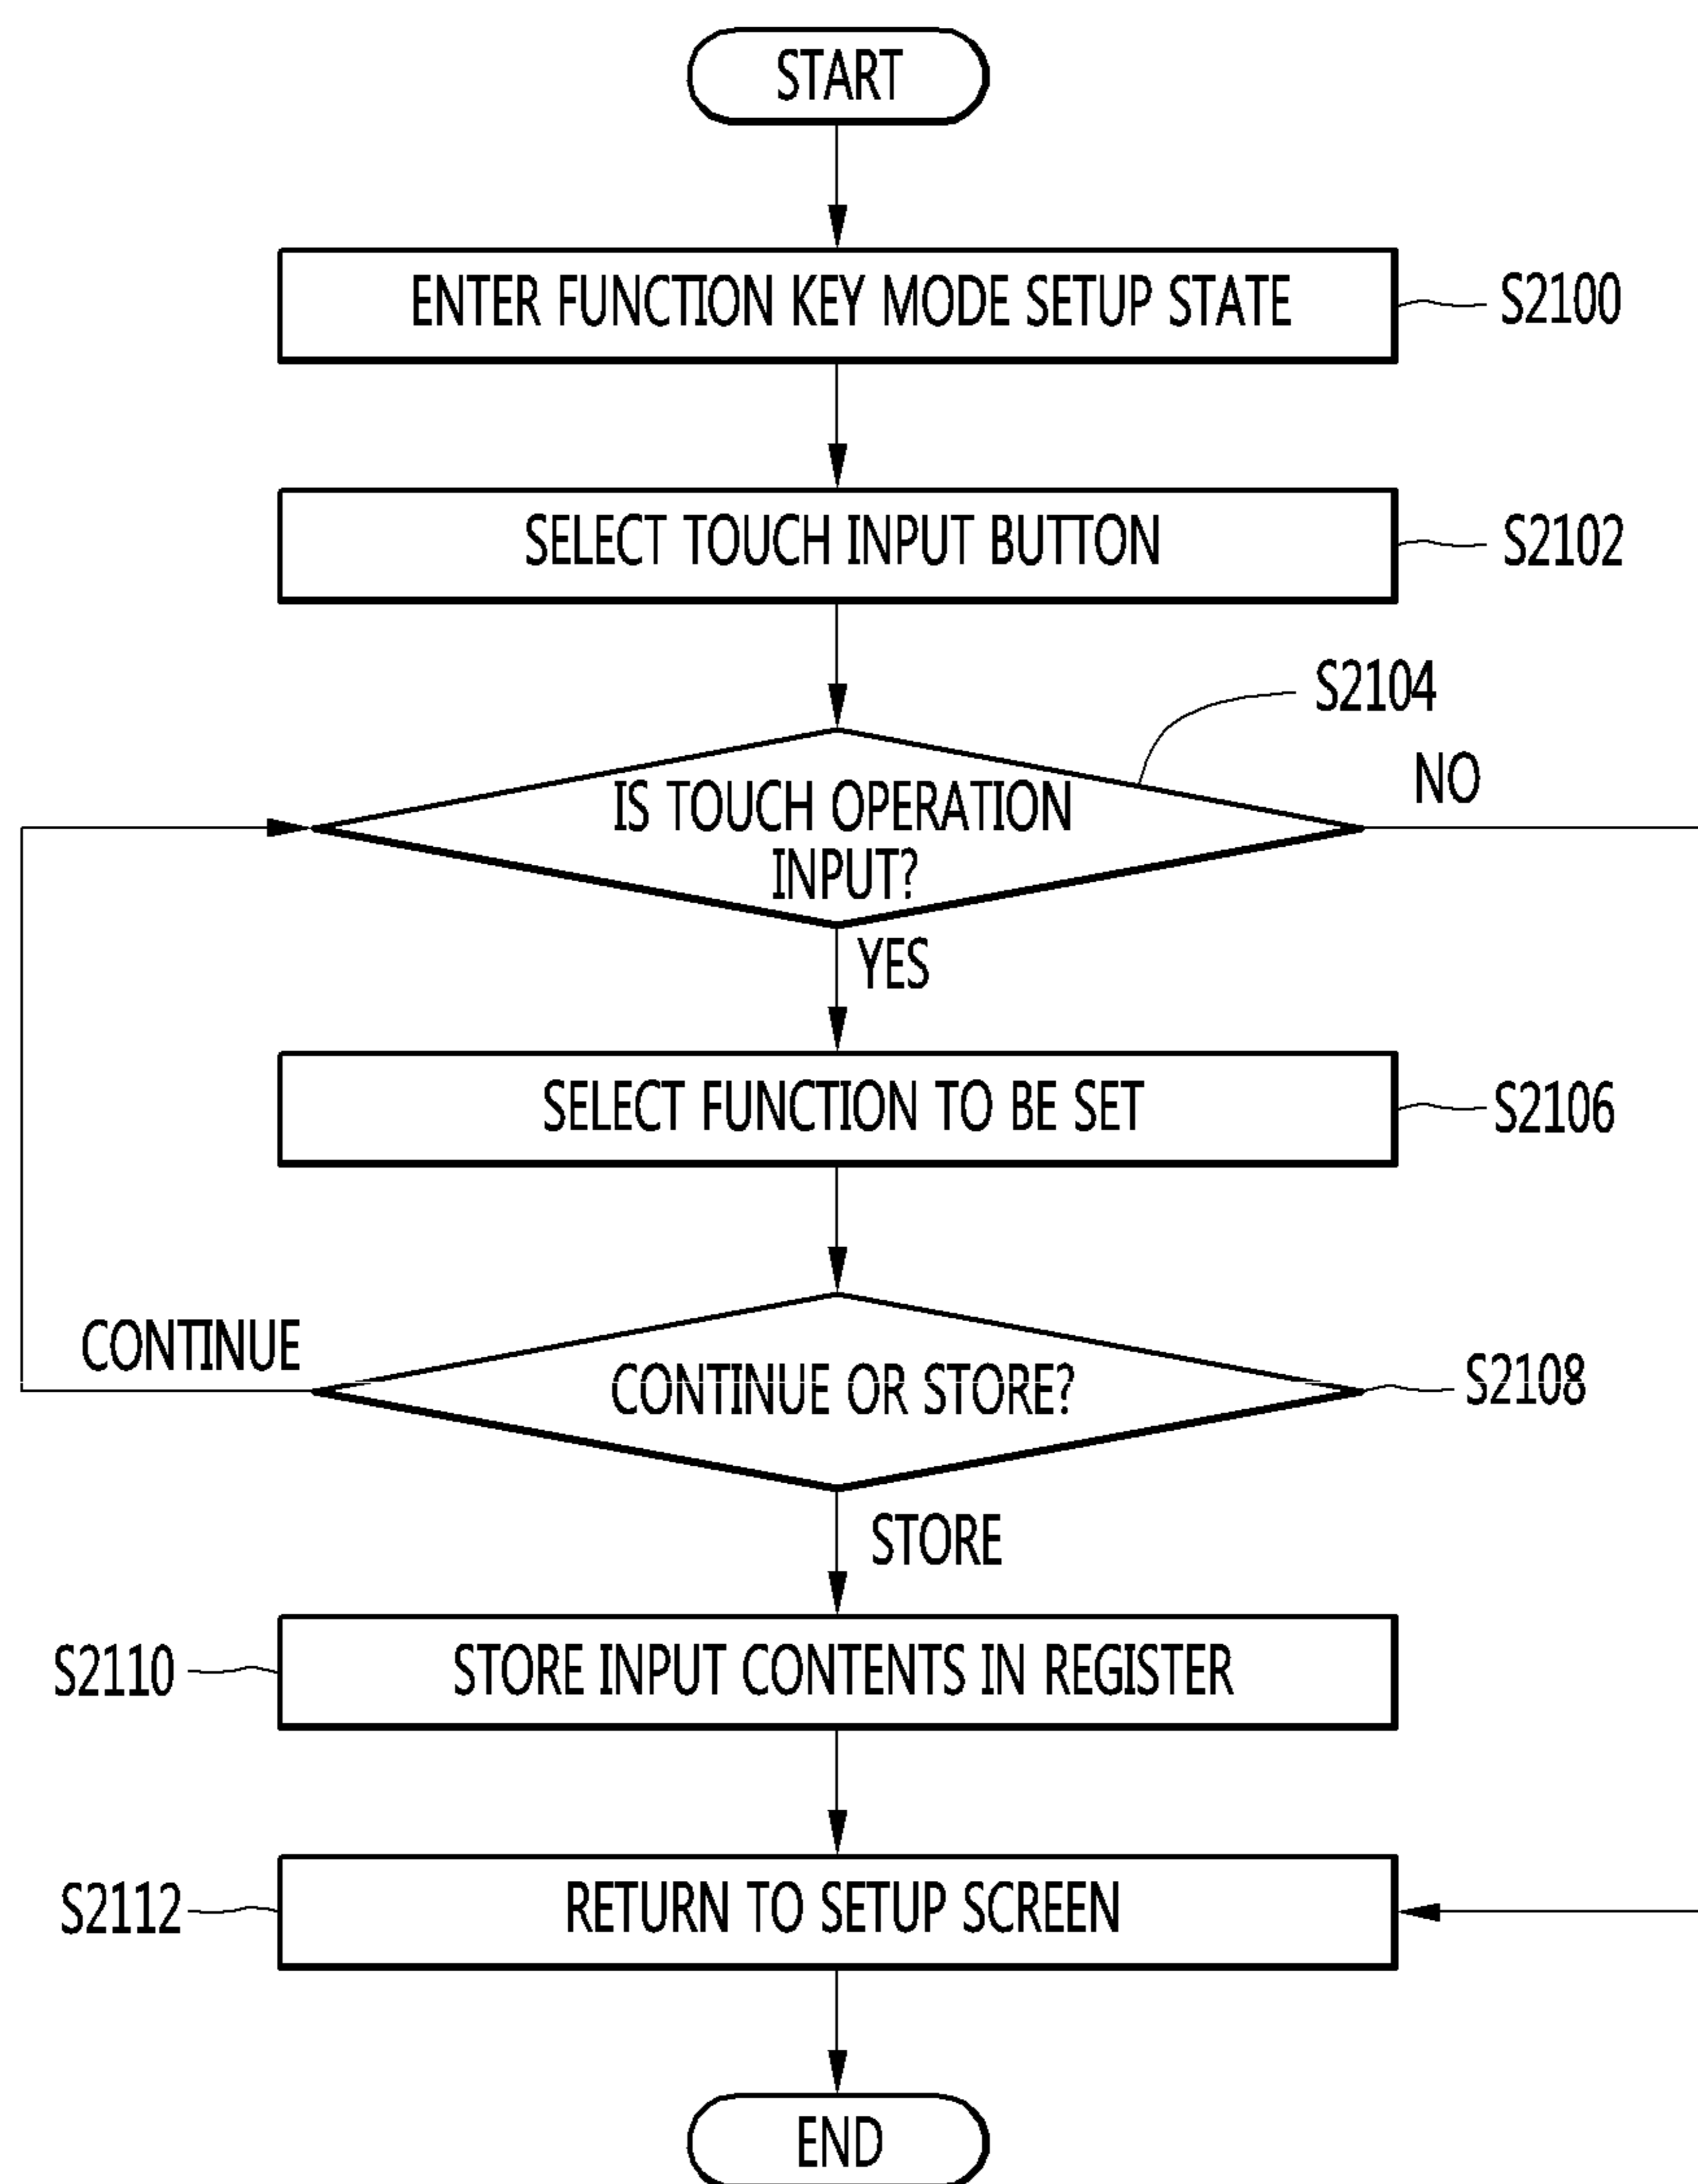 START
ENTER FUNCTION KEY MODE SETUP STATE
S2100
SELECT TOUCH INPUT BUTTON
S2102
S2104
IS TOUCH OPERATION
INPUT?
NO
YES
SELECT FUNCTION TO BE SET
S2106
CONTINUE
CONTINUE OR STORE?
S2108
STORE
S2110
STORE INPUT CONTENTS IN REGISTER
S2112
RETURN TO SETUP SCREEN
END